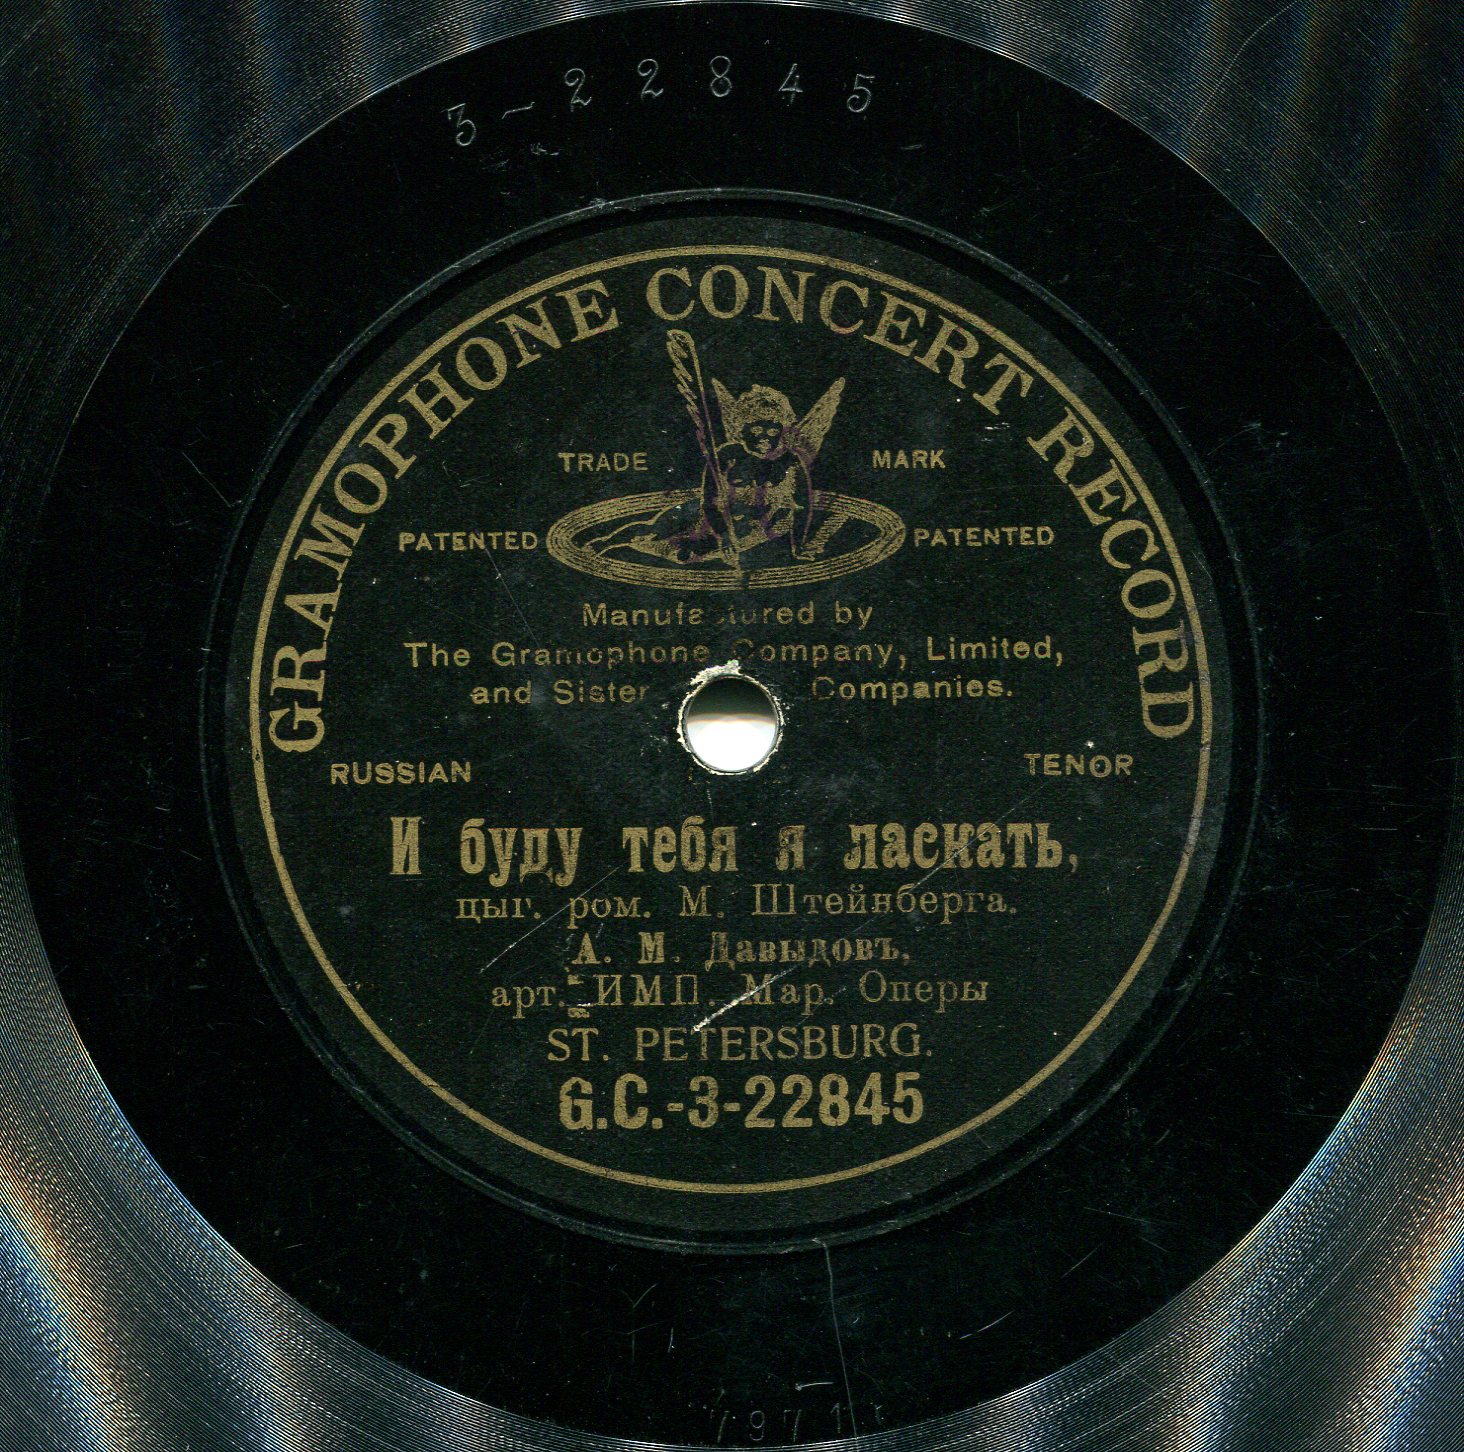 3-22845
GRAMOPHONE CONCERT RECORD
TRADE MARK
PATENTED PATENTED
Manufactured by
The Gramophone Company, Limited,
and Sister Companies.
RUSSIAN TENOR
И буду тебя я ласкать,
цыг. ром. М. Штейнберга.
А. М. Давыдовъ,
арт. ИМП. Мар. Оперы
ST. PETERSBURG.
G.C.-3-22845